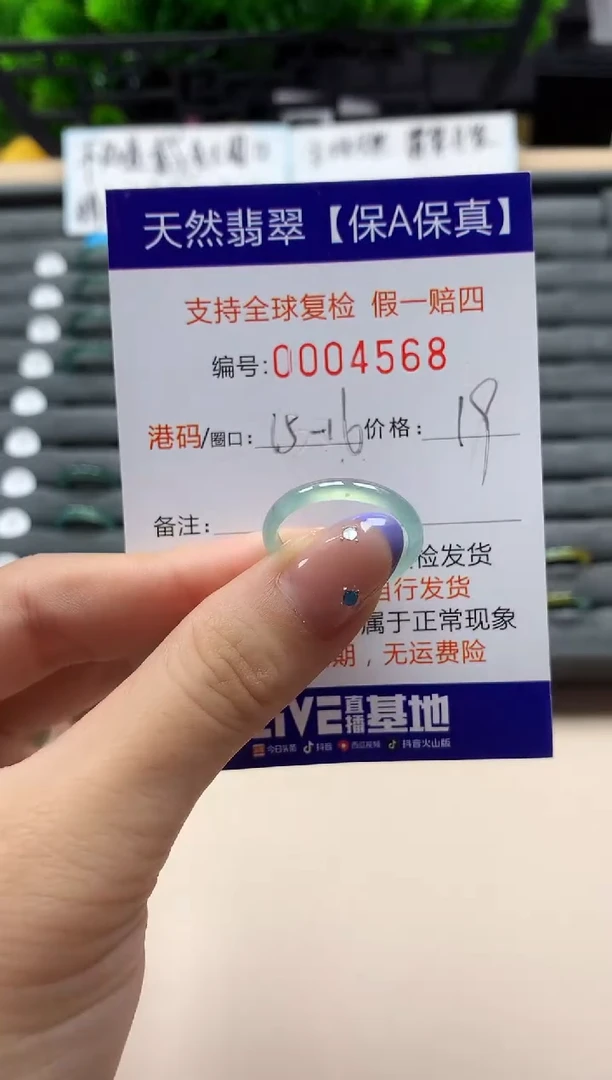 天然翡翠【保A保真】
支持全球复检 假一赔四
编号:0004568
港码/圈口: 15-16 价格: 19
备注:
检发货
自行发货
属于正常现象
期，无运费险
LIVE直播基地
今日头条 抖音 西瓜视频 抖音火山版